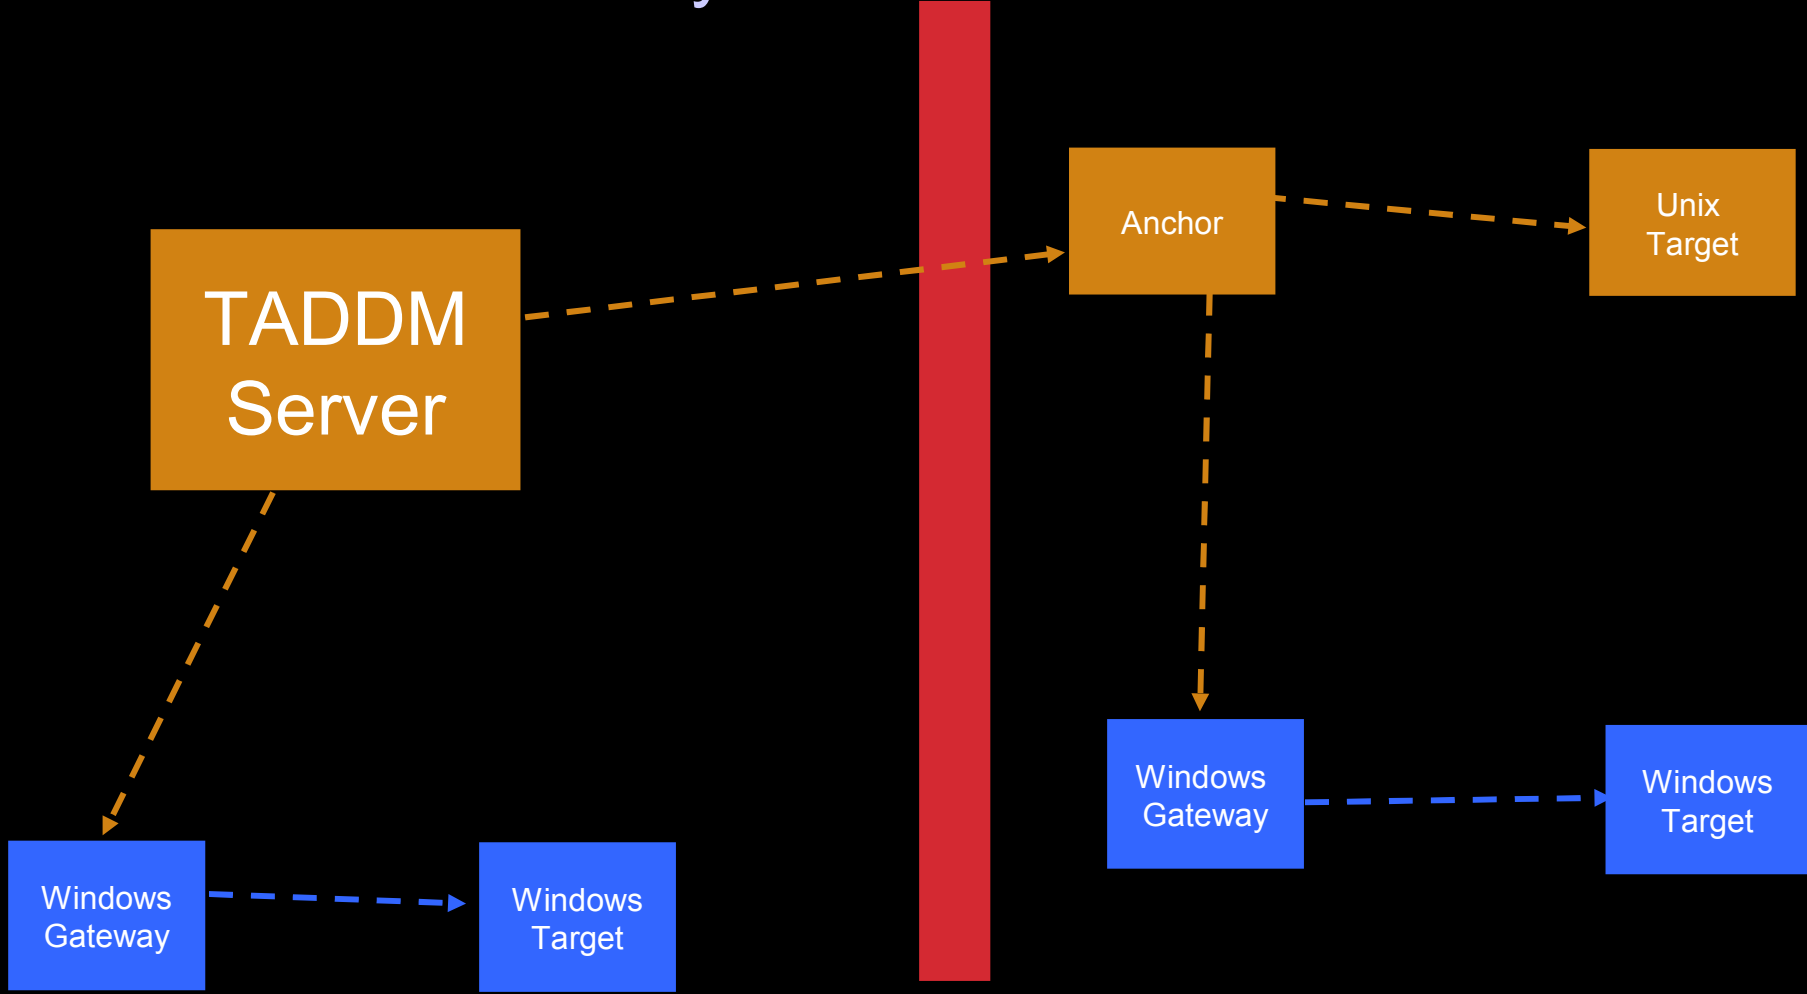 TADDM
Server
Anchor
Unix
Target
Windows
Gateway
Windows
Target
Windows
Gateway
Windows
Target